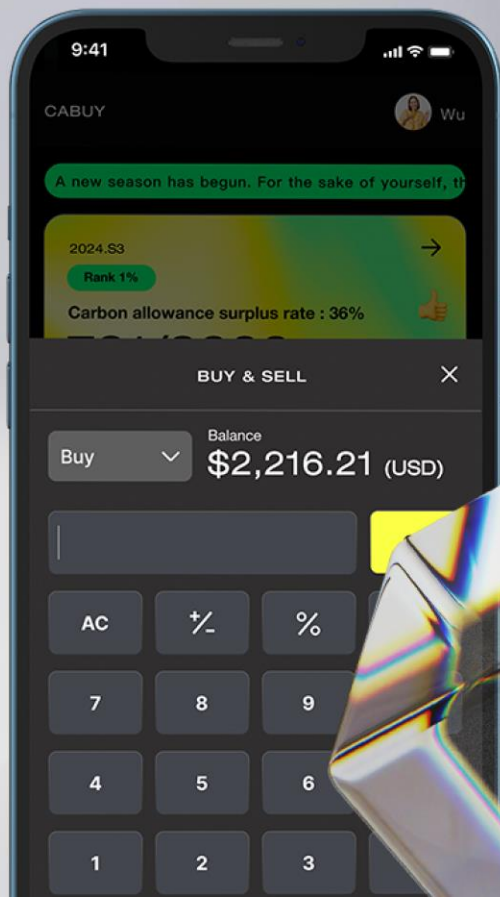 9:41
CABUY
Wu
A new season has begun. For the sake of yourself, th
2024.S3
Rank 1%
Carbon allowance surplus rate : 36%
BUY & SELL
Buy
Balance
$2,216.21 (USD)
AC
+/-
%
7
8
9
4
5
6
1
2
3